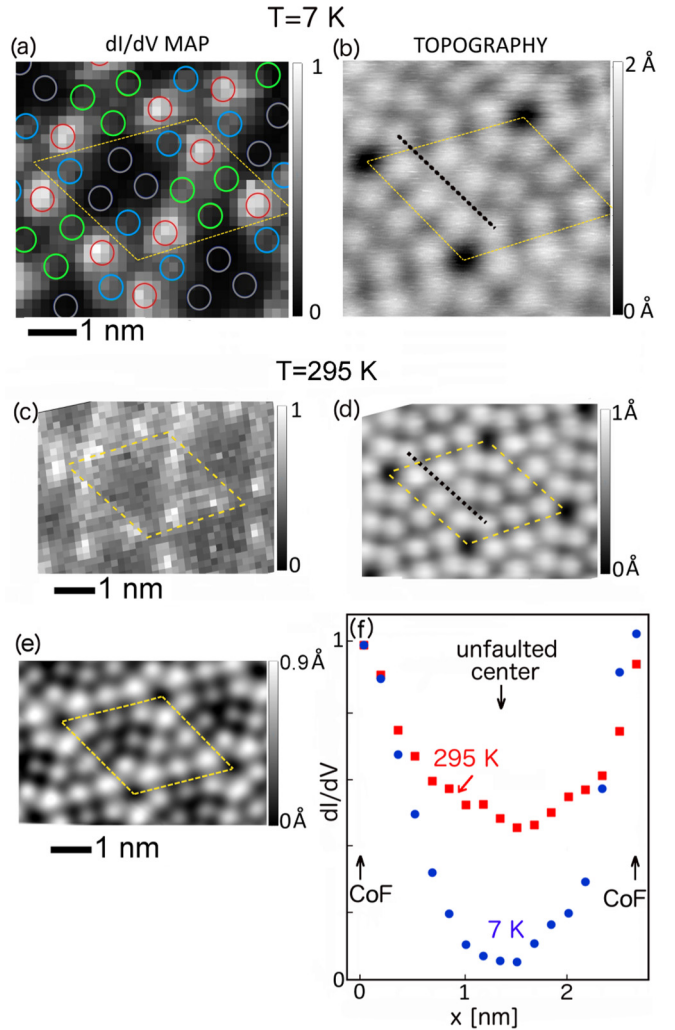 T=7 K
(a) dI/dV MAP
(b) TOPOGRAPHY
1
0
2 Å
0 Å
1 nm
T=295 K
(c)
1
0
(d)
1Å
0Å
1 nm
(e)
0.9Å
0Å
1 nm
(f)
1
unfaulted
center
295 K
dI/dV
CoF
CoF
7 K
0
0 1 2
x [nm]